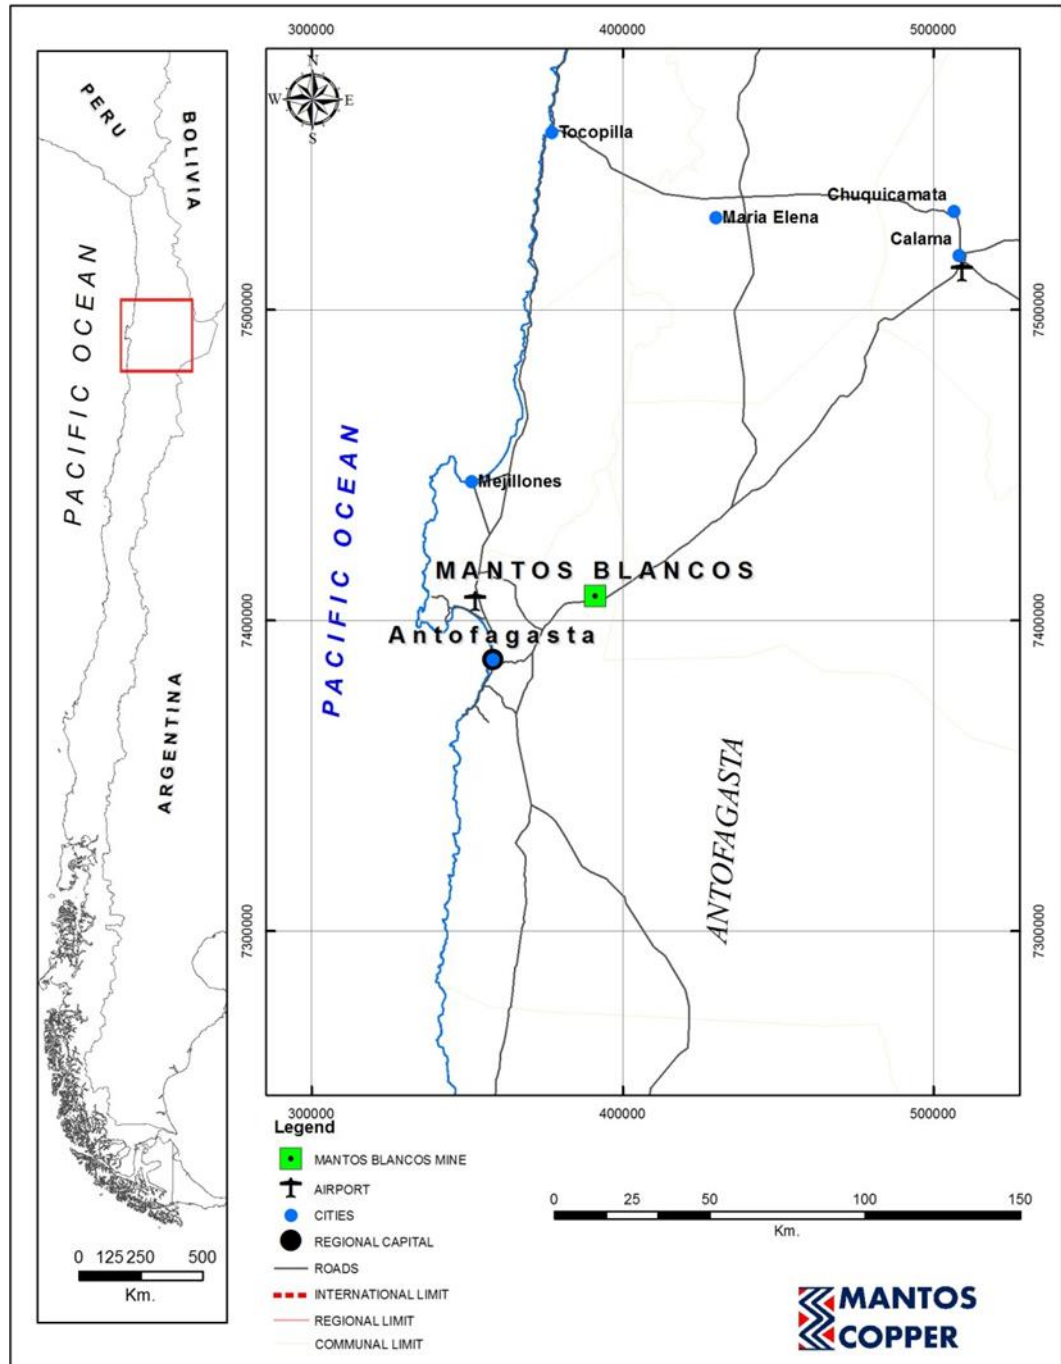 PERU
BOLIVIA
PACIFIC OCEAN
ARGENTINA
0 125 250 500
Km.
300000 400000 500000
N
W E
S
Tocopilla
Chuquicamata
Maria Elena
Calama
7500000 7500000
PACIFIC OCEAN
Mejillones
MANTOS BLANCOS
7400000 7400000
Antofagasta
ANTOFAGASTA
7300000 7300000
300000 400000 500000
Legend
MANTOS BLANCOS MINE
AIRPORT
CITIES
REGIONAL CAPITAL
ROADS
INTERNATIONAL LIMIT
REGIONAL LIMIT
COMMUNAL LIMIT
0 25 50 100 150
Km.
MANTOS
COPPER